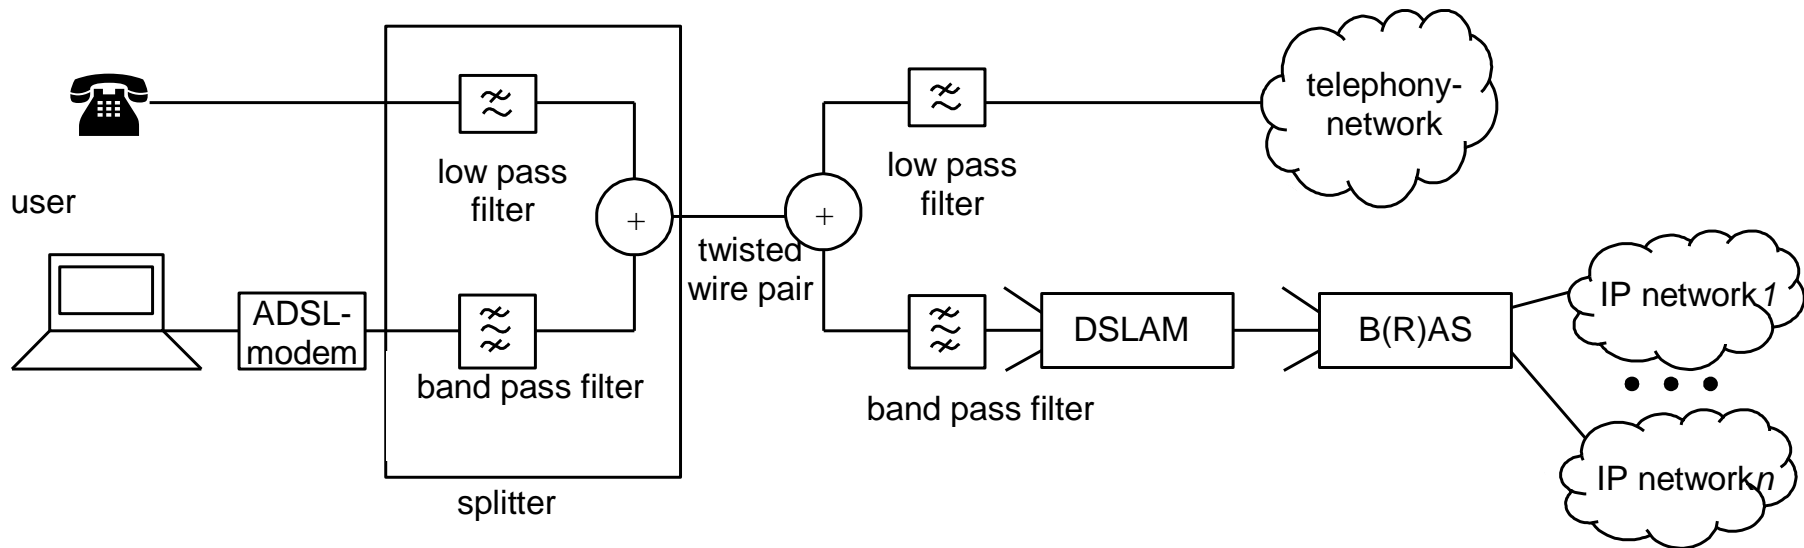 telephony-
network
low pass
filter
low pass
filter
user
+
+
twisted
wire pair
IP network 1
ADSL-
modem
DSLAM
B(R)AS
band pass filter
band pass filter
IP network n
splitter